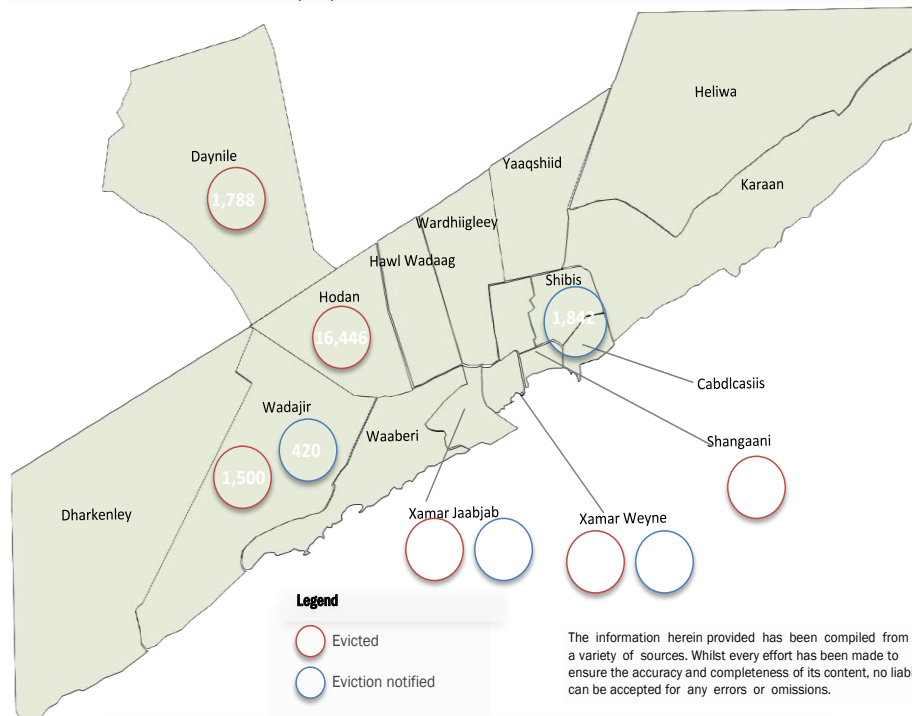 Heliwa
Daynile
Yaaqshiid
Karaan
1,788
Wardhiigleey
Hawl Wadaag
Shibis
Hodan
1,842
16,446
Cabdlcasiis
Wadajir
Waaberi
Shangaani
420
1,500
Dharkenley
Xamar Jaabjab
Xamar Weyne
Legend
Evicted
Eviction notified
The information herein provided has been compiled from
a variety of sources. Whilst every effort has been made to
ensure the accuracy and completeness of its content, no
can be accepted for any errors or omissions.